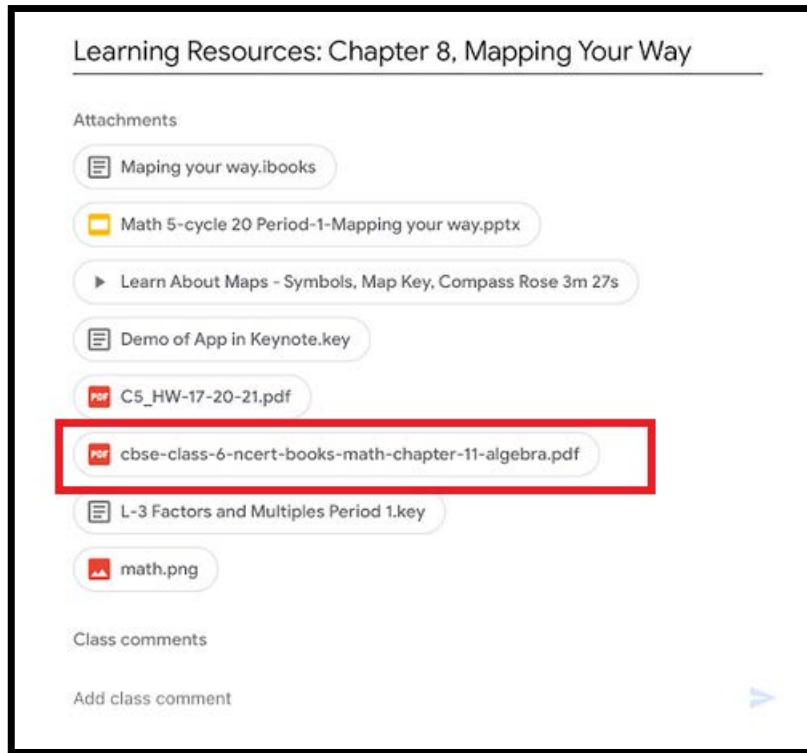 Learning Resources: Chapter 8, Mapping Your Way
Attachments
Maping your way.ibooks
Math 5-cycle 20 Period-1-Mapping your way.pptx
Learn About Maps - Symbols, Map Key, Compass Rose 3m 27s
Demo of App in Keynote.key
PDF C5_HW-17-20-21.pdf
PDF cbse-class-6-ncert-books-math-chapter-11-algebra.pdf
L-3 Factors and Multiples Period 1.key
math.png
Class comments
Add class comment